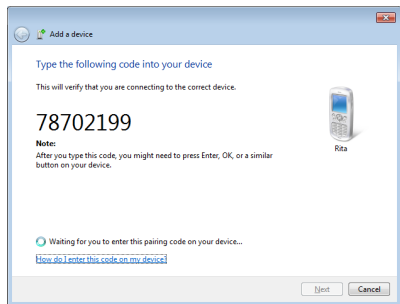 Add a device
Type the following code into your device
This will verify that you are connecting to the correct device.
78702199
Note:
After you type this code, you might need to press Enter, OK, or a similar
button on your device.
Rita
Waiting for you to enter this pairing code on your device...
How do I enter this code on my device?
Next Cancel